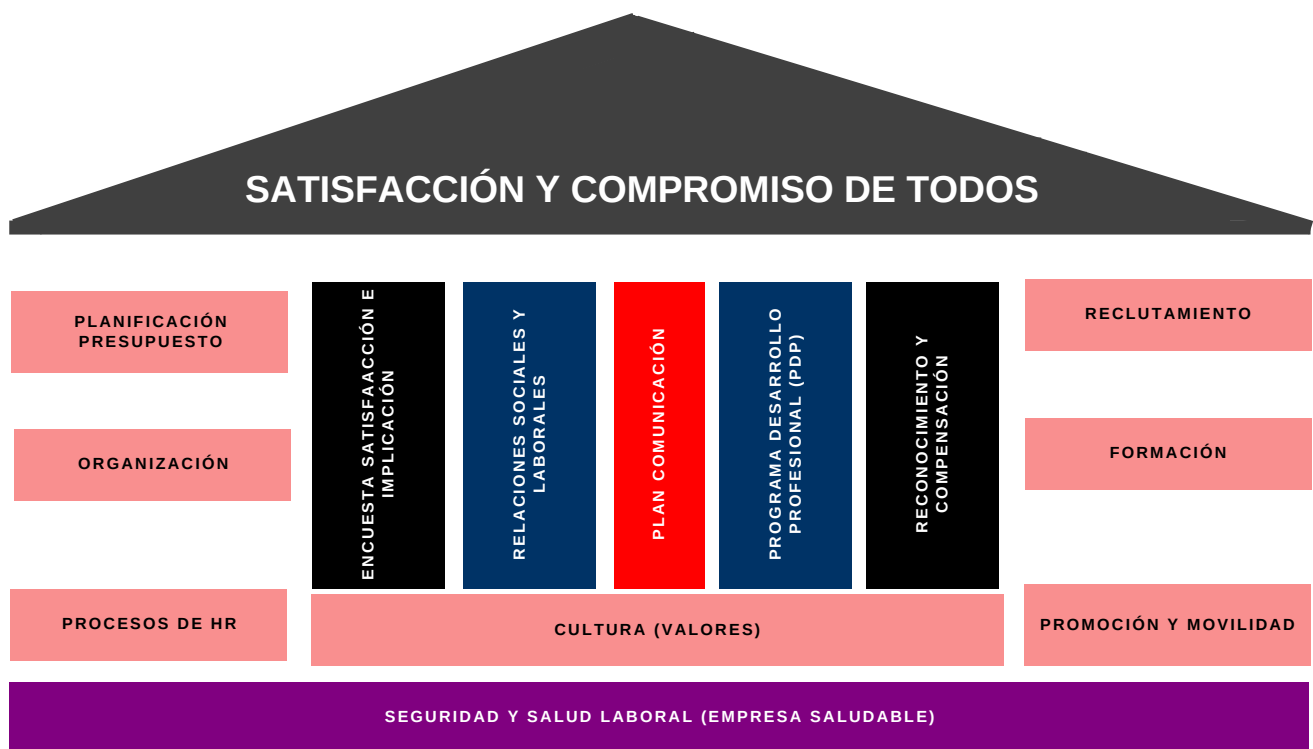 SATISFACCIÓN Y COMPROMISO DE TODOS
PLANIFICACIÓN
PRESUPUESTO
ORGANIZACIÓN
PROCESOS DE HR
ENCUESTA SATISFAACCIÓN E
IMPLICACIÓN
RELACIONES SOCIALES Y
LABORALES
PLAN COMUNICACIÓN
PROGRAMA DESARROLLO
PROFESIONAL (PDP)
RECONOCIMIENTO Y
COMPENSACIÓN
RECLUTAMIENTO
FORMACIÓN
PROMOCIÓN Y MOVILIDAD
CULTURA (VALORES)
SEGURIDAD Y SALUD LABORAL (EMPRESA SALUDABLE)